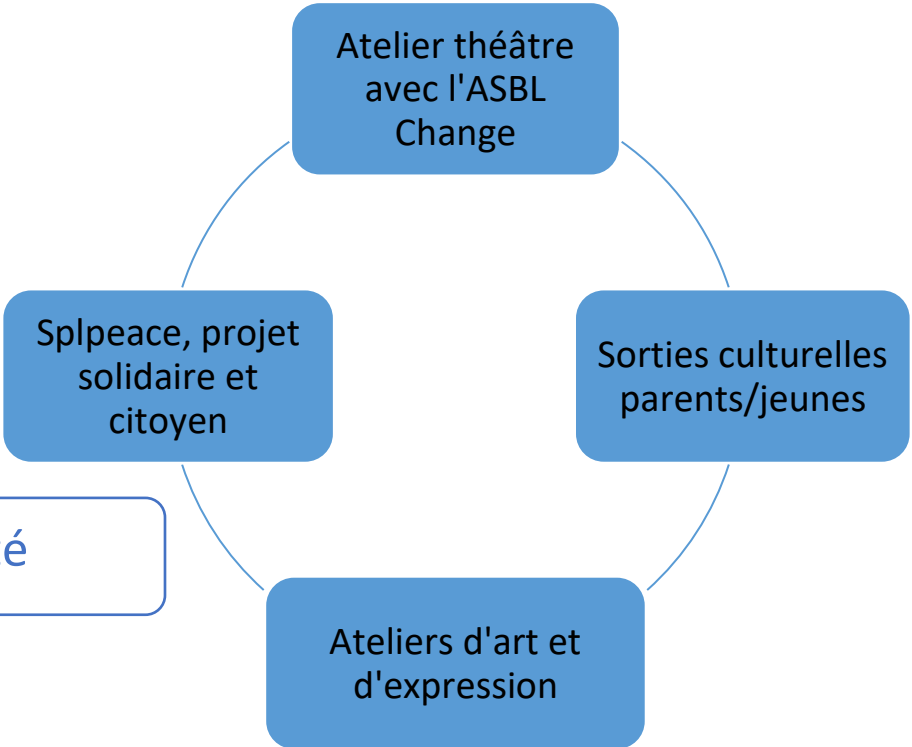 Atelier théâtre
avec l'ASBL
Change
Splpeace, projet
solidaire et
citoyen
Sorties culturelles
parents/jeunes
Ateliers d'art et
d'expression